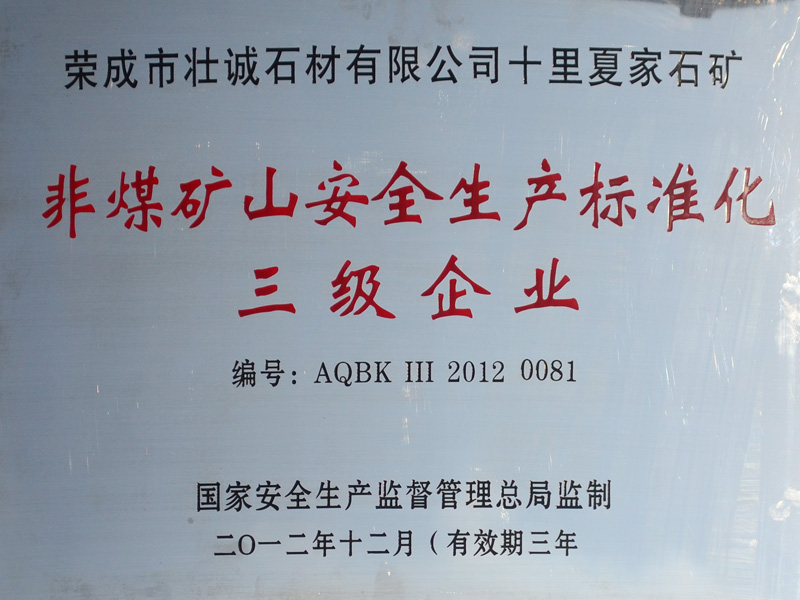 荣成市壮诚石材有限公司十里夏家石矿
非煤矿山安全生产标准化
三级企业
编号：AQBK III 2012 0081
国家安全生产监督管理总局监制
二O一二年十二月（有效期三年